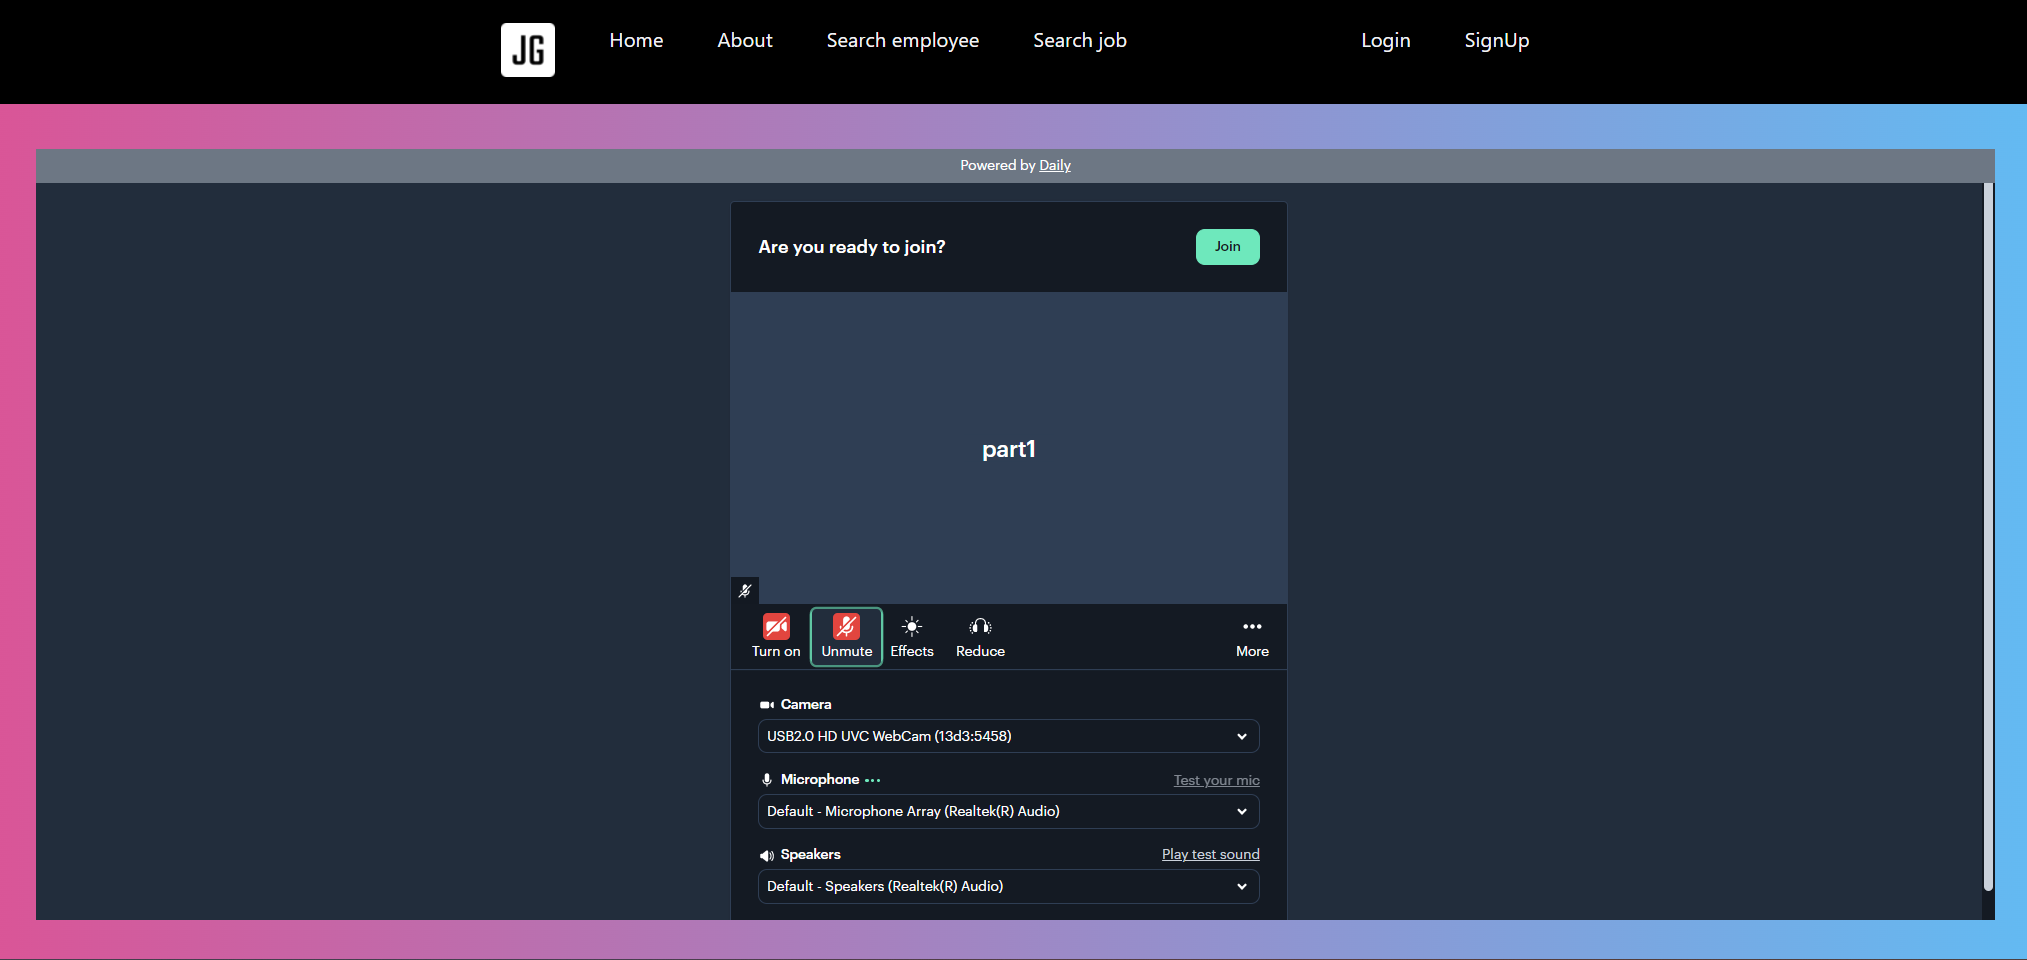 JG
Home About Search employee Search job Login SignUp
Powered by Daily
Are you ready to join? Join
part1
Turn on Unmute Effects Reduce More
Camera
USB2.0 HD UVC WebCam (13d3:5458)
Microphone Test your mic
Default - Microphone Array (Realtek(R) Audio)
Speakers Play test sound
Default - Speakers (Realtek(R) Audio)